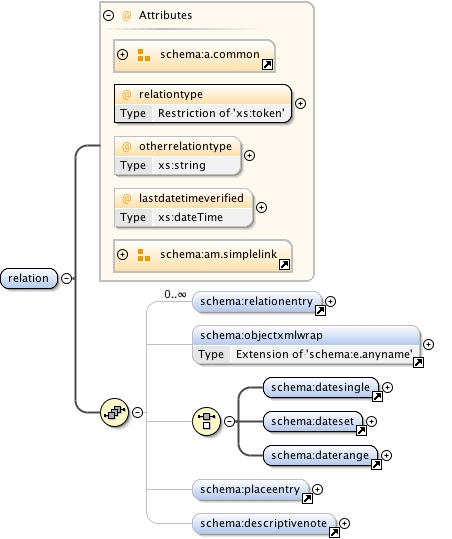 @ Attributes
schema:a.common
@ relationtype
Type Restriction of 'xs:token'
@ otherrelationtype
Type xs:string
@ lastdatetimeverified
Type xs:dateTime
schema:am.simplelink
relation
0..∞
schema:relationentry
schema:objectxmlwrap
Type Extension of 'schema:e.anyname'
schema:datesingle
schema:dateset
schema:daterange
schema:placeentry
schema:descriptivenote